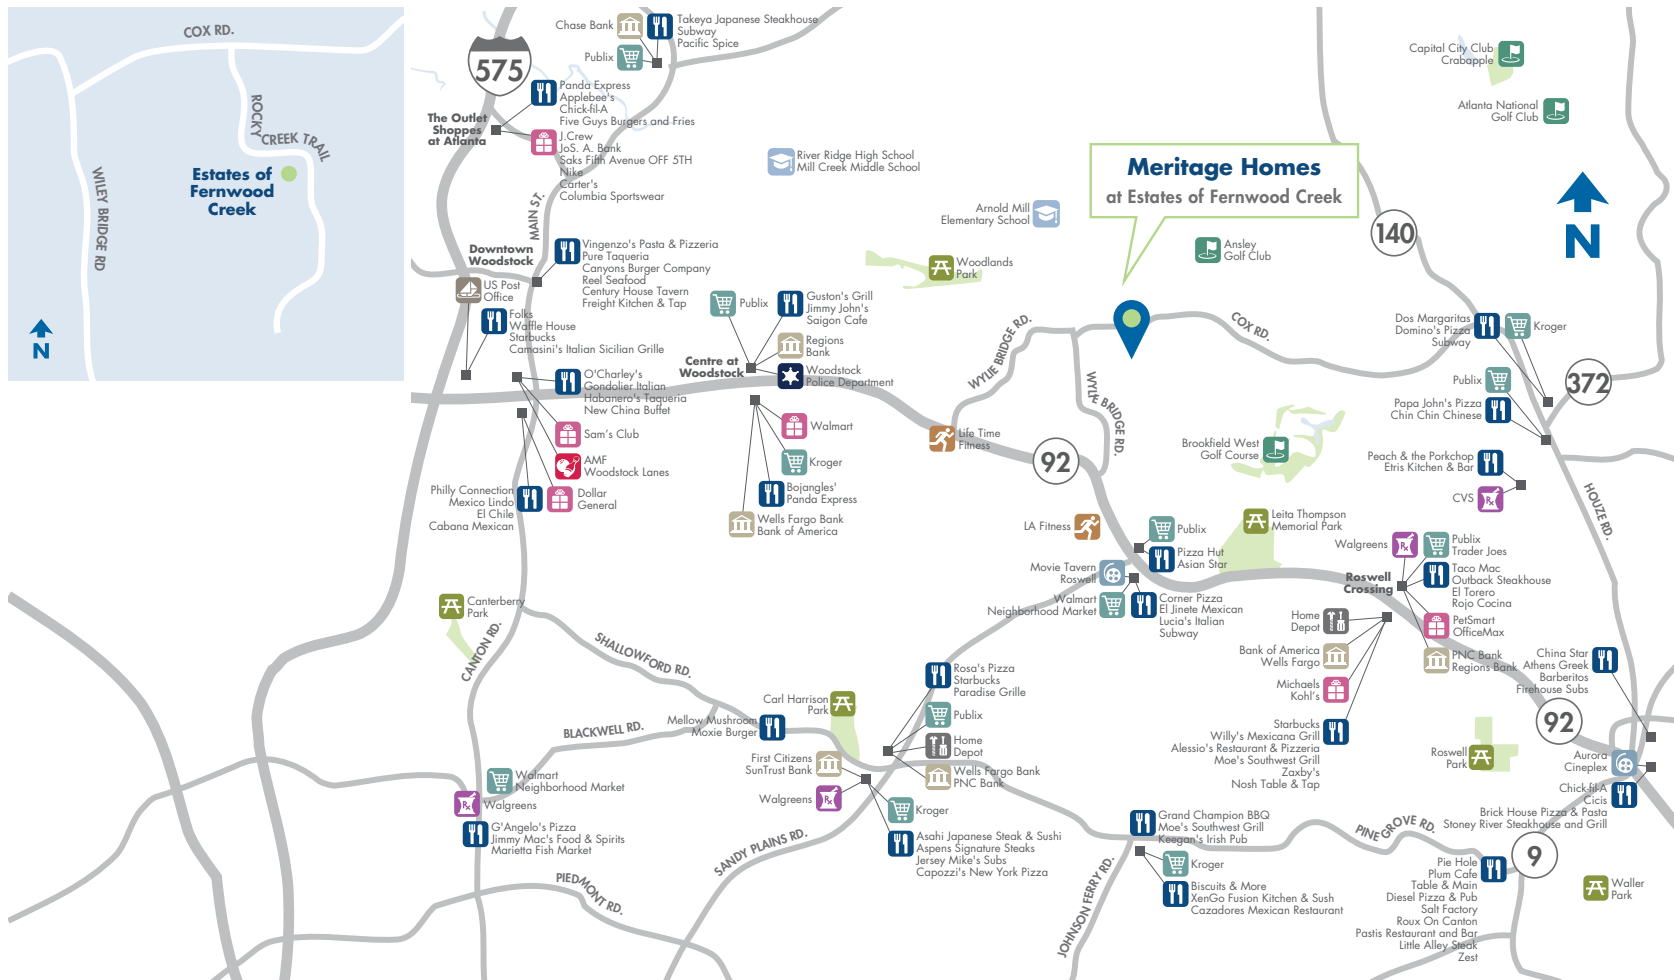 COX RD.
ROCKY
CREEK TRAIL
Estates of
Fernwood
Creek
WILEY BRIDGE RD
N
575
Chase Bank
Takeya Japanese Steakhouse
Subway
Pacific Spice
Publix
Panda Express
Applebee's
Chick-fil-A
Five Guys Burgers and Fries
The Outlet
Shoppes
at Atlanta
J.Crew
JoS. A. Bank
Saks Fifth Avenue OFF 5TH
Nike
Carter's
Columbia Sportswear
MAIN ST.
Downtown
Woodstock
Vingenzo's Pasta & Pizzeria
Pure Taqueria
Canyons Burger Company
Reel Seafood
Century House Tavern
Freight Kitchen & Tap
US Post
Office
Folks
Waffle House
Starbucks
Camasini's Italian Sicilian Grille
O'Charley's
Gondolier Italian
Habanero's Taqueria
New China Buffet
Sam's Club
AMF
Woodstock Lanes
Dollar
General
Philly Connection
Mexico Lindo
El Chile
Cabana Mexican
River Ridge High School
Mill Creek Middle School
Arnold Mill
Elementary School
Woodlands
Park
Publix
Guston's Grill
Jimmy John's
Saigon Cafe
Regions
Bank
Centre at
Woodstock
Woodstock
Police Department
Walmart
Kroger
Bojangles'
Panda Express
Wells Fargo Bank
Bank of America
Life Time
Fitness
WYLIE BRIDGE RD.
WYLIE BRIDGE RD.
COX RD.
Meritage Homes
at Estates of Fernwood Creek
Ansley
Golf Club
Capital City Club
Crabapple
Atlanta National
Golf Club
140
N
Dos Margaritas
Domino's Pizza
Subway
Kroger
372
Publix
Papa John's Pizza
Chin Chin Chinese
Peach & the Porkchop
Etris Kitchen & Bar
CVS
HOUZE RD.
Brookfield West
Golf Course
92
LA Fitness
Publix
Pizza Hut
Asian Star
Leita Thompson
Memorial Park
Movie Tavern
Roswell
Walmart
Neighborhood Market
Corner Pizza
El Jinete Mexican
Lucia's Italian
Subway
Walgreens
Publix
Trader Joes
Roswell
Crossing
Taco Mac
Outback Steakhouse
El Torero
Rojo Cocina
PetSmart
OfficeMax
PNC Bank
Regions Bank
Home
Depot
Bank of America
Wells Fargo
Michaels
Kohl's
Starbucks
Willy's Mexicana Grill
Alessio's Restaurant & Pizzeria
Moe's Southwest Grill
Zaxby's
Nosh Table & Tap
China Star
Athens Greek
Barberitos
Firehouse Subs
92
Roswell
Park
Aurora
Cineplex
Chick-fil-A
Cicis
Brick House Pizza & Pasta
Stoney River Steakhouse and Grill
Canterberry
Park
CANTON RD.
SHALLOWFORD RD.
BLACKWELL RD.
Mellow Mushroom
Moxie Burger
Carl Harrison
Park
Rosa's Pizza
Starbucks
Paradise Grille
Publix
Home
Depot
Wells Fargo Bank
PNC Bank
First Citizens
SunTrust Bank
Walgreens
Kroger
Asahi Japanese Steak & Sushi
Aspens Signature Steaks
Jersey Mike's Subs
Capozzi's New York Pizza
Walmart
Neighborhood Market
Walgreens
G'Angelo's Pizza
Jimmy Mac's Food & Spirits
Marietta Fish Market
SANDY PLAINS RD.
PIEDMONT RD.
JOHNSON FERRY RD.
Grand Champion BBQ
Moe's Southwest Grill
Keegan's Irish Pub
Kroger
Biscuits & More
XenGo Fusion Kitchen & Sush
Cazadores Mexican Restaurant
PINE GROVE RD.
9
Pie Hole
Plum Cafe
Table & Main
Diesel Pizza & Pub
Salt Factory
Roux On Canton
Pastis Restaurant and Bar
Little Alley Steak
Zest
Waller
Park